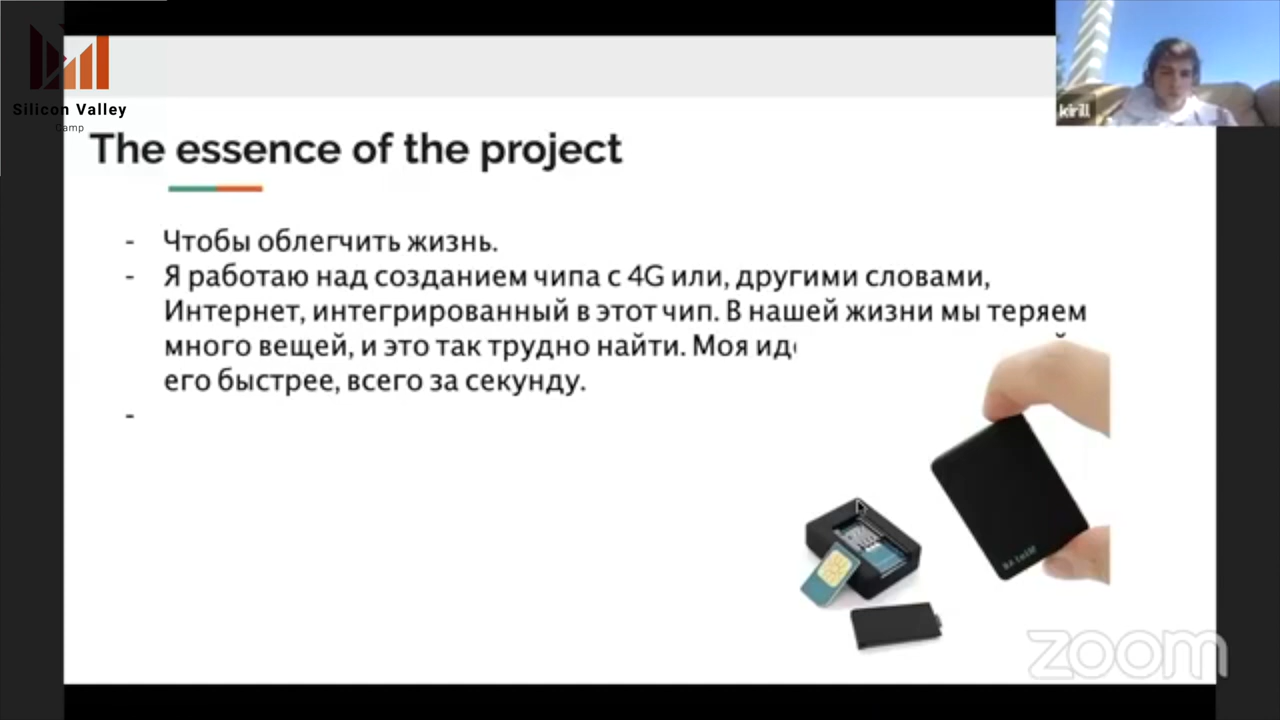 Silicon Valley
Camp
kirill
The essence of the project
- Чтобы облегчить жизнь.
- Я работаю над созданием чипа с 4G или, другими словами,
Интернет, интегрированный в этот чип. В нашей жизни мы теряем
много вещей, и это так трудно найти. Моя
его быстрее, всего за секунду.
-
zoom